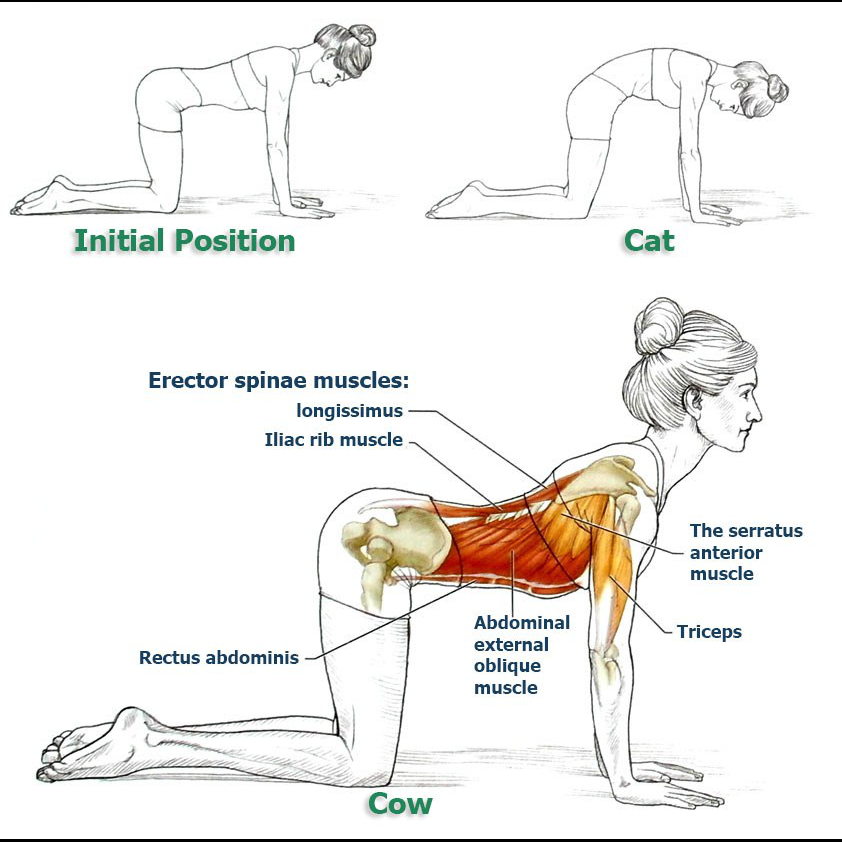 Initial Position
Cat
Erector spinae muscles:
longissimus
Iliac rib muscle
The serratus
anterior
muscle
Triceps
Abdominal
external
oblique
muscle
Rectus abdominis
Cow